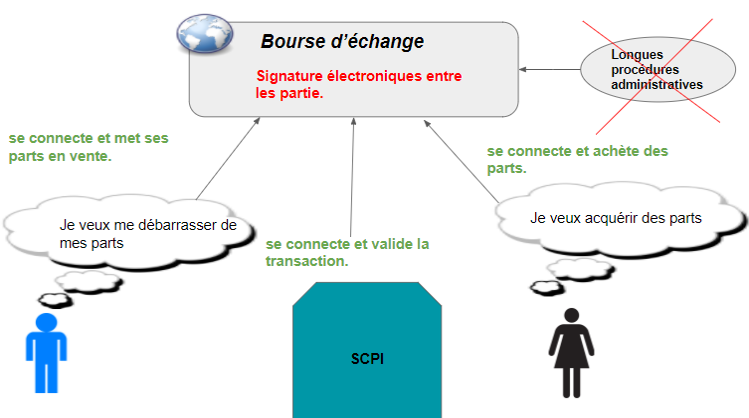 Bourse d'échange
Signature électroniques entre
les partie.
Longues
procédures
administratives
se connecte et met ses
parts en vente.
se connecte et achète des
parts.
Je veux me débarrasser de
mes parts
Je veux acquérir des parts
se connecte et valide la
transaction.
SCPI